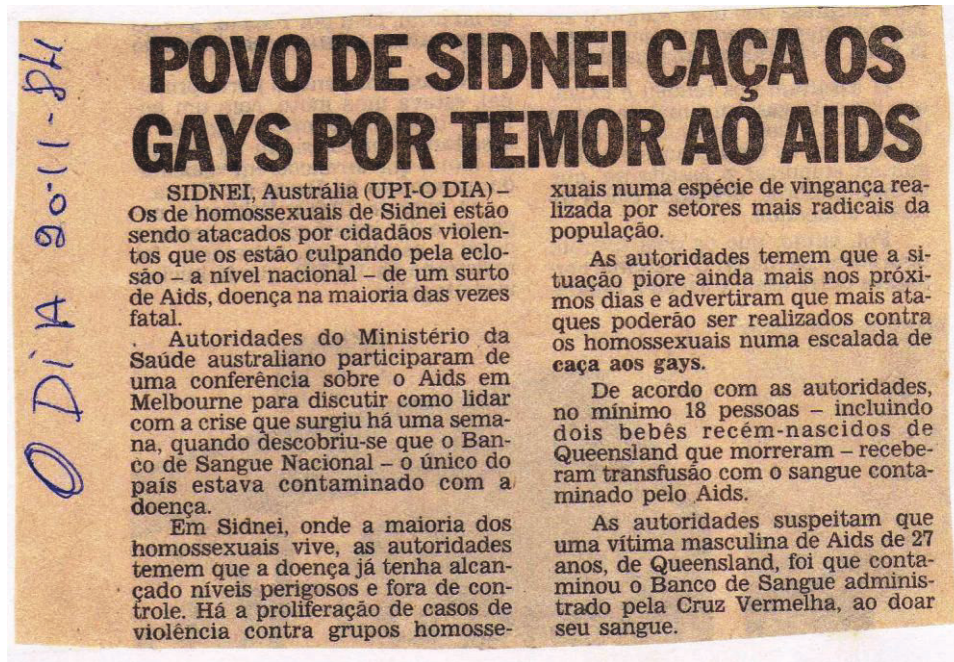 O DIA 20-11-84
POVO DE SIDNEI CAÇA OS
GAYS POR TEMOR AO AIDS
SIDNEI, Austrália (UPI-O DIA) –
Os de homossexuais de Sidnei estão
sendo atacados por cidadãos violen-
tos que os estão culpando pela eclo-
são – a nível nacional – de um surto
de Aids, doença na maioria das vezes
fatal.
Autoridades do Ministério da
Saúde australiano participaram de
uma conferência sobre o Aids em
Melbourne para discutir como lidar
com a crise que surgiu há uma sema-
na, quando descobriu-se que o Ban-
co de Sangue Nacional – o único do
país estava contaminado com a
doença.
Em Sidnei, onde a maioria dos
homossexuais vive, as autoridades
temem que a doença já tenha alcan-
çado níveis perigosos e fora de con-
trole. Há a proliferação de casos de
violência contra grupos homosse-
xuais numa espécie de vingança rea-
lizada por setores mais radicais da
população.
As autoridades temem que a si-
tuação piore ainda mais nos próxi-
mos dias e advertiram que mais ata-
ques poderão ser realizados contra
os homossexuais numa escalada de
caça aos gays.
De acordo com as autoridades,
no mínimo 18 pessoas – incluindo
dois bebês recém-nascidos de
Queensland que morreram – recebe-
ram transfusão com o sangue conta-
minado pelo Aids.
As autoridades suspeitam que
uma vítima masculina de Aids de 27
anos, de Queensland, foi que conta-
minou o Banco de Sangue adminis-
trado pela Cruz Vermelha, ao doar
seu sangue.